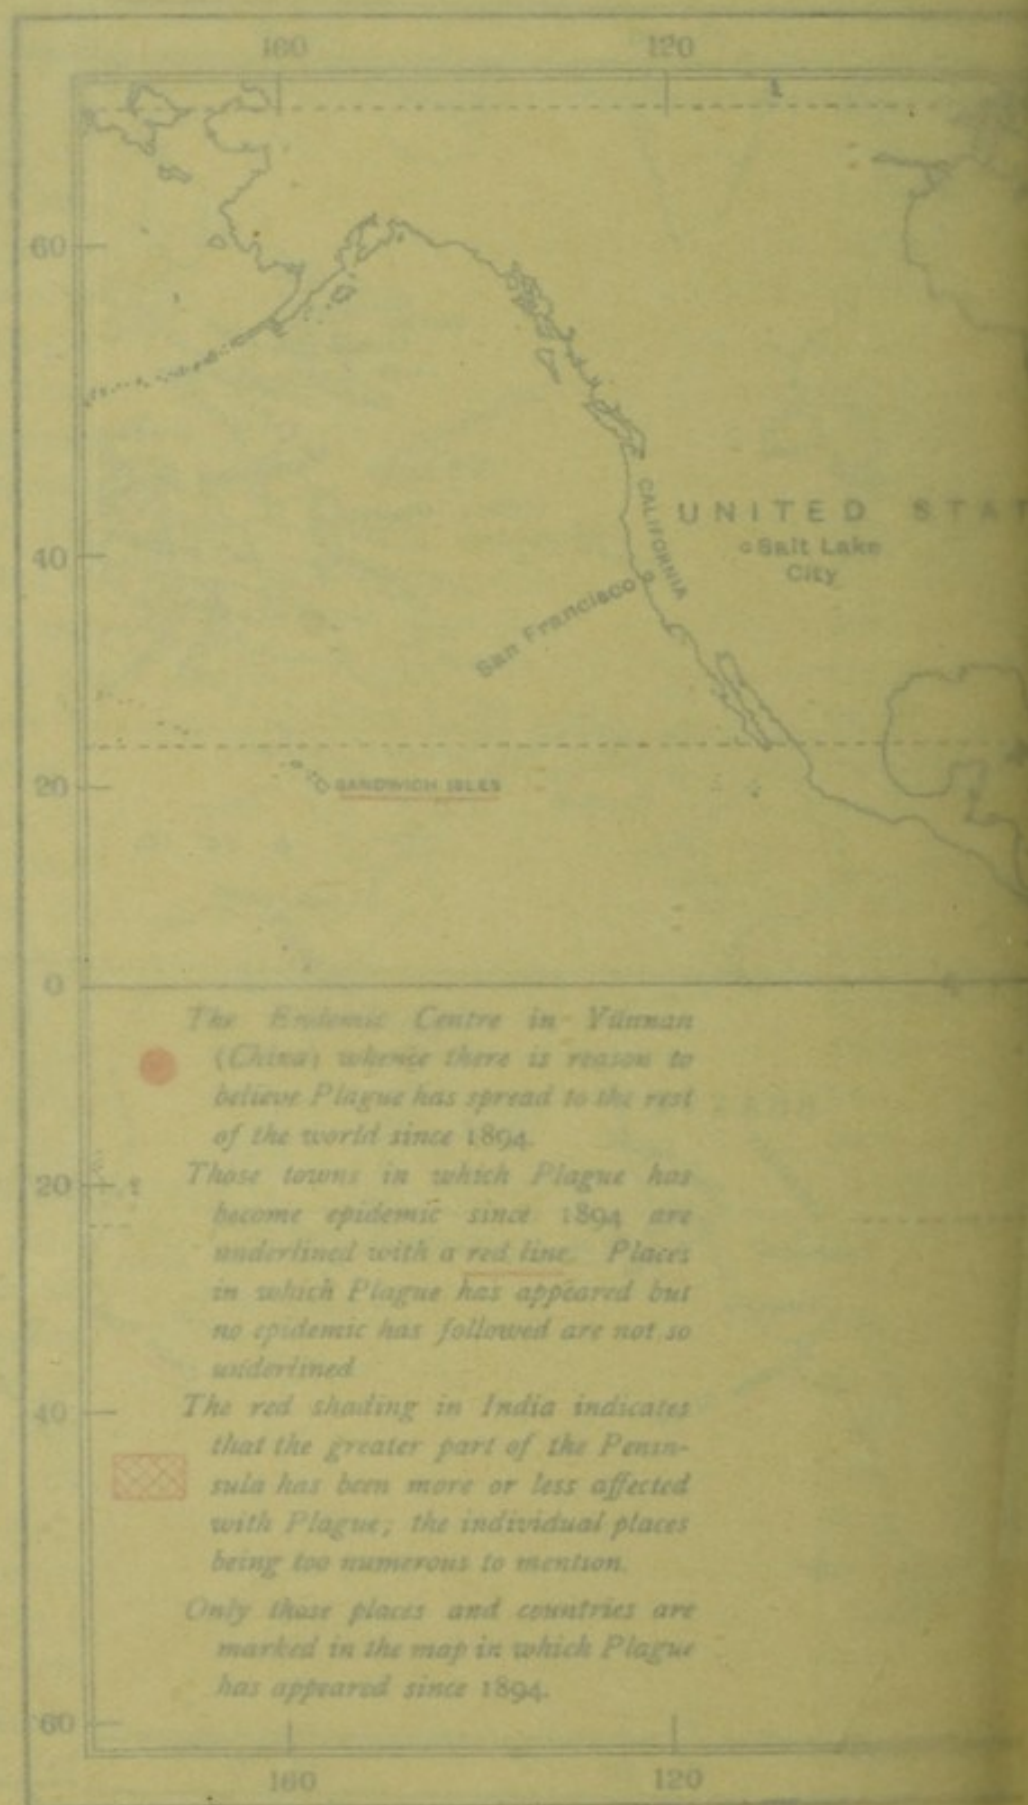 160 120
60
CALIFORNIA
UNITED STAT
Salt Lake
City
40
San Francisco
20
SANDWICH ISLES
0
The Endemic Centre in Yünnan
(China) whence there is reason to
believe Plague has spread to the rest
of the world since 1894.
20
Those towns in which Plague has
become epidemic since 1894 are
underlined with a red line. Places
in which Plague has appeared but
no epidemic has followed are not so
underlined
40
The red shading in India indicates
that the greater part of the Penin-
sula has been more or less affected
with Plague; the individual places
being too numerous to mention.
Only those places and countries are
marked in the map in which Plague
has appeared since 1894.
60
160 120